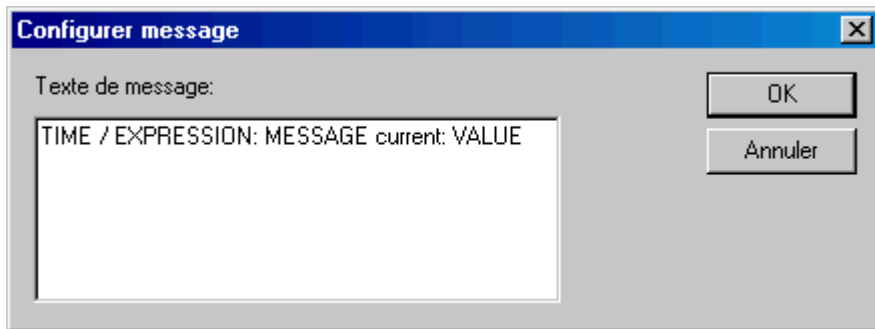 Configurer message
Texte de message:
OK
TIME / EXPRESSION: MESSAGE current: VALUE
Annuler